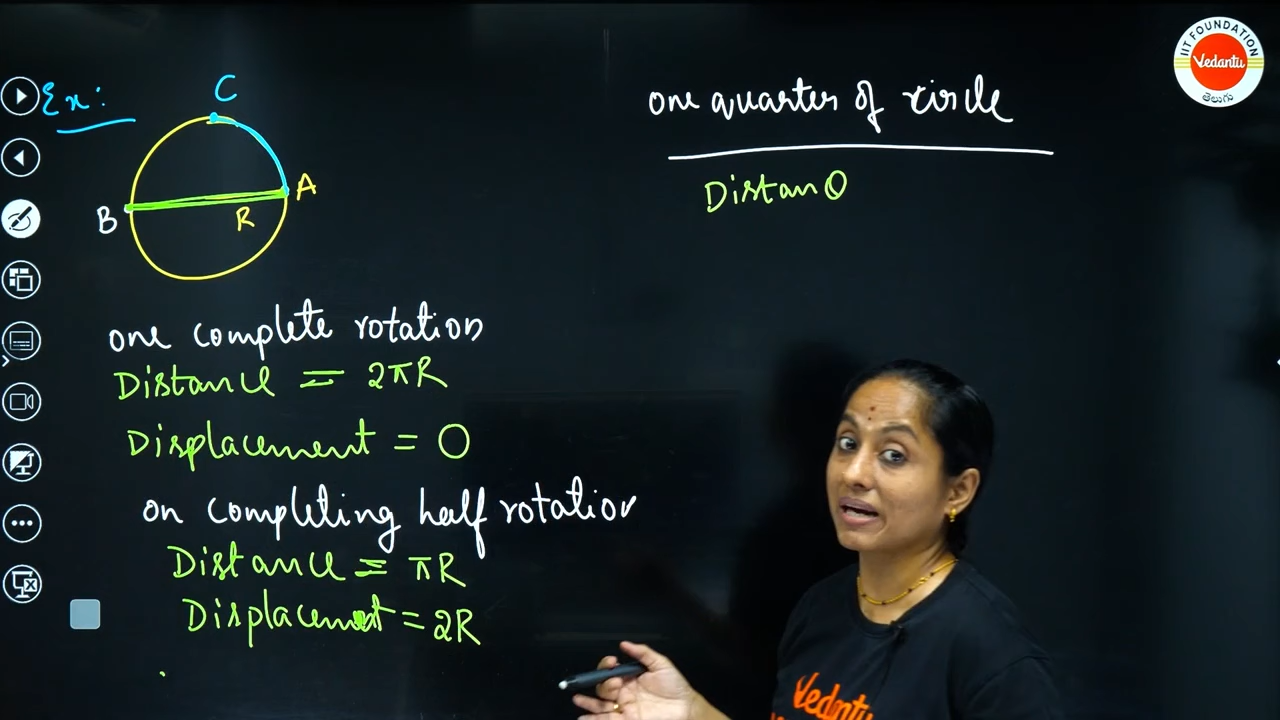 Ex:
C
A
B
R
one complete rotation
Distance = 2πR
Displacement = 0
on completing half rotation
Distance = πR
Displacement = 2R
one quarter of circle
Distan
IIT FOUNDATION
Vedantu
తెలుగు
Vedantu